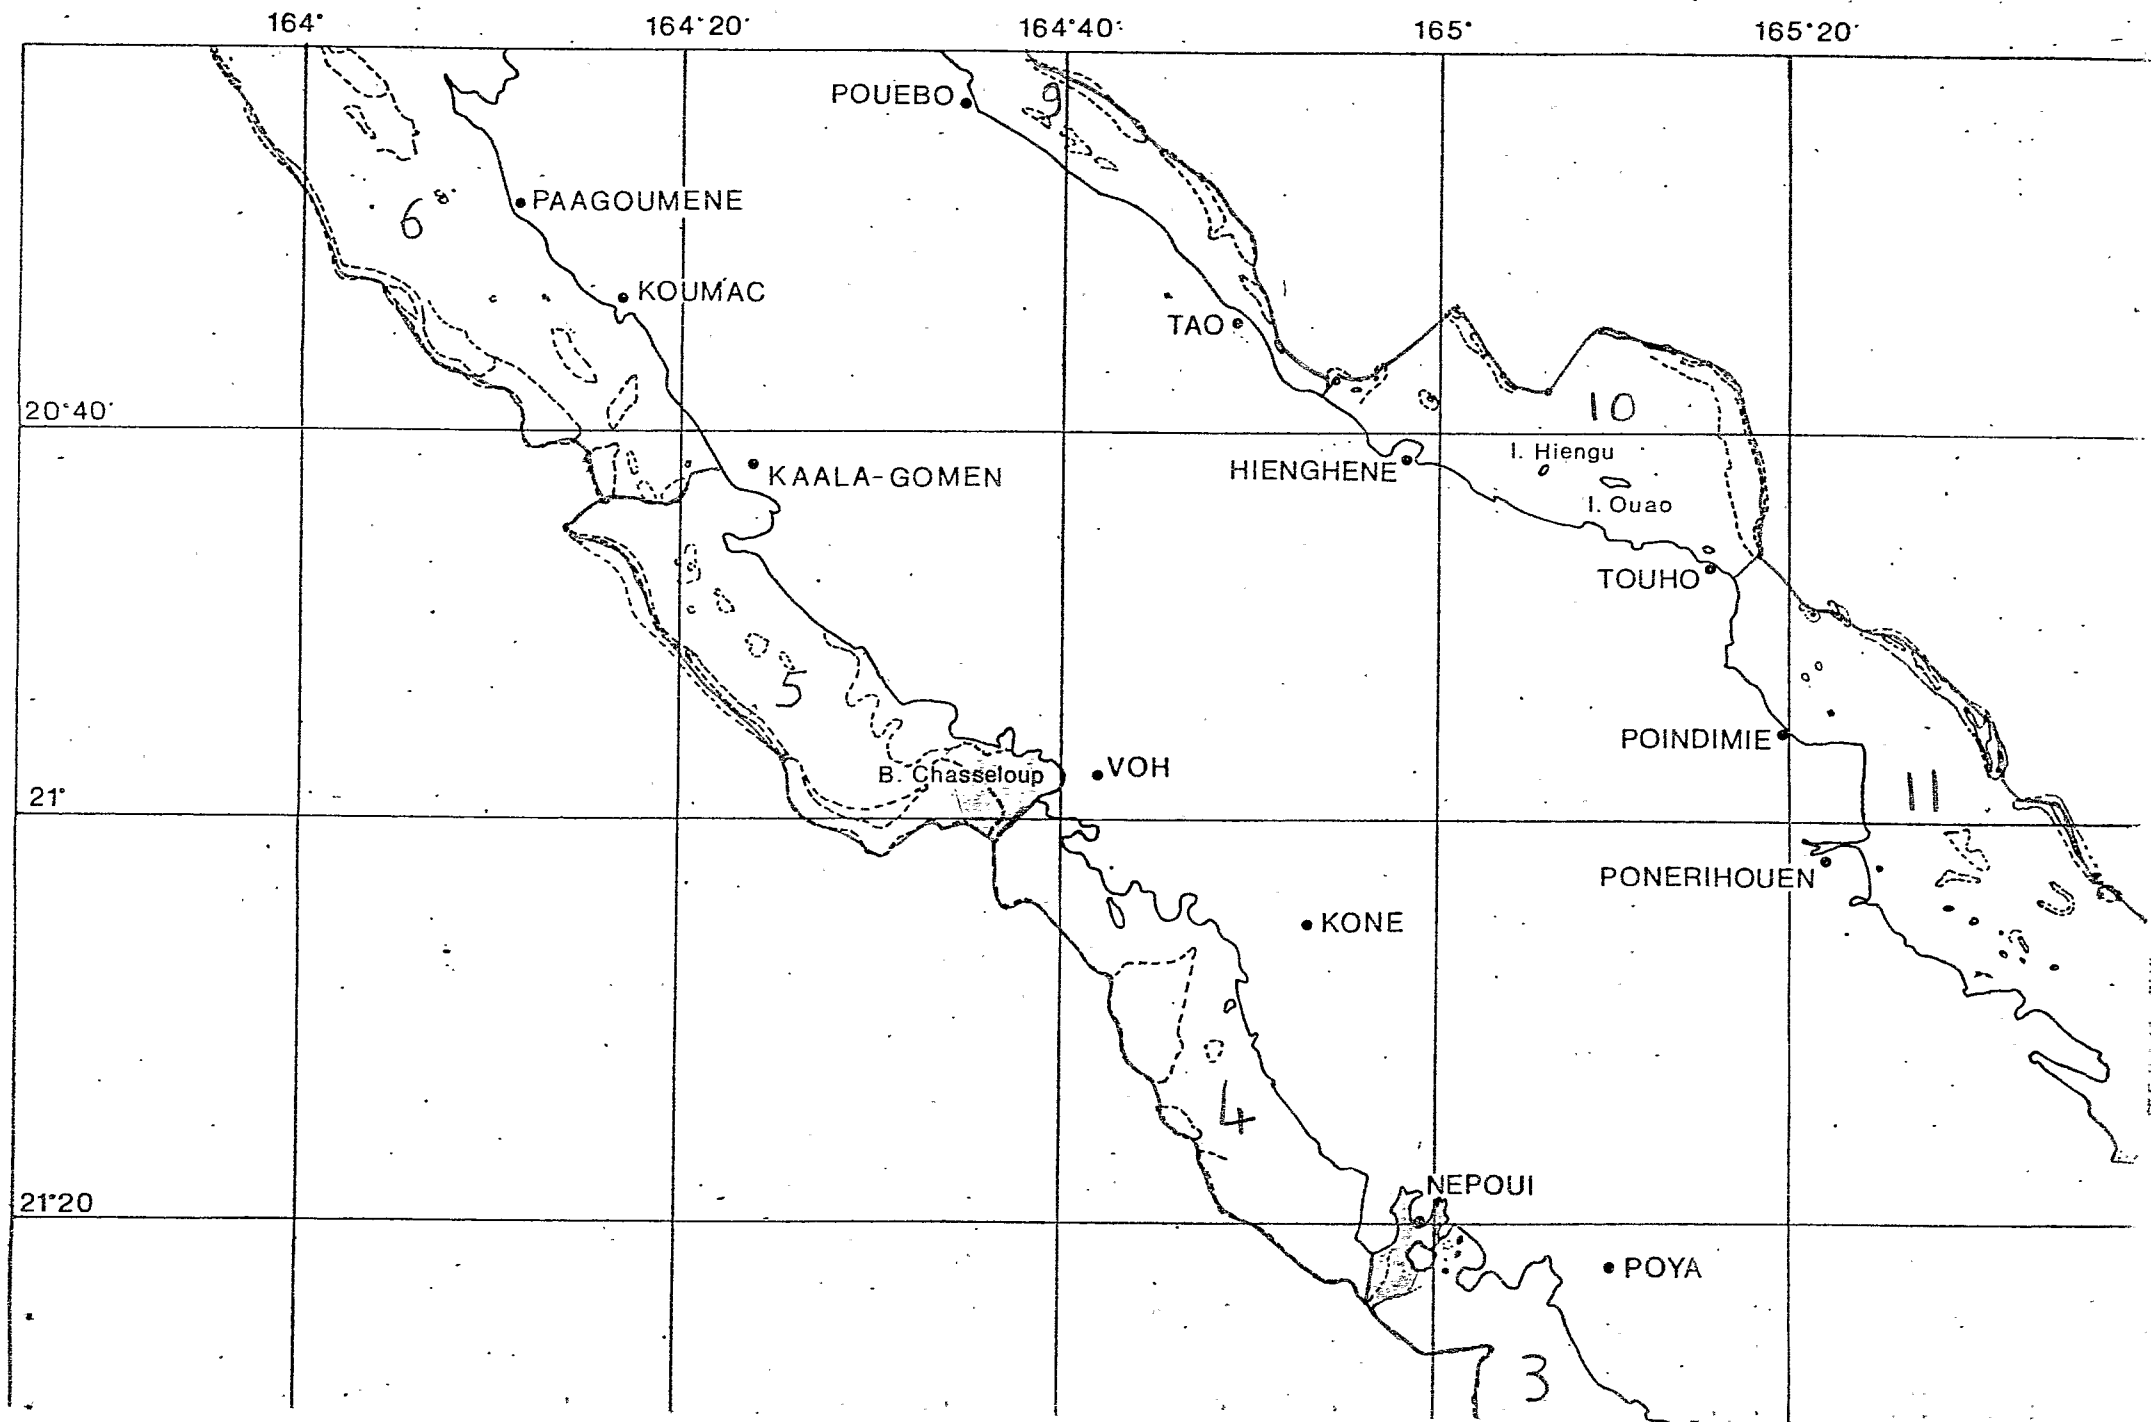 164° 164°20' 164°40' 165° 165°20'
POUEBO
9
PAAGOUMENE
6
KOUMAC
TAO
20°40'
10
I. Hiengu
HIENGHENE
KAALA-GOMEN
I. Ouao
TOUHO
5
POINDIMIE
B. Chasseloup
VOH
21°
11
PONERIHOUEN
KONE
4
NEPOUI
21°20
POYA
3